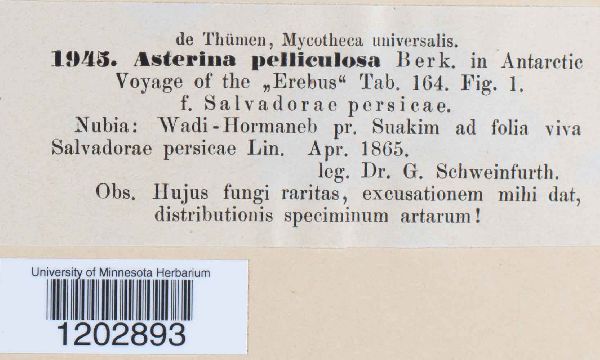 de Thümen, Mycotheca universalis.
1945. Asterina pelliculosa Berk. in Antarctic
Voyage of the „Erebus“ Tab. 164. Fig. 1.
f. Salvadorae persicae.
Nubia: Wadi-Hormaneb pr. Suakim ad folia viva
Salvadorae persicae Lin. Apr. 1865.
leg. Dr. G. Schweinfurth.
Obs. Hujus fungi raritas, excusationem mihi dat,
distributionis speciminum artarum!
University of Minnesota Herbarium
1202893